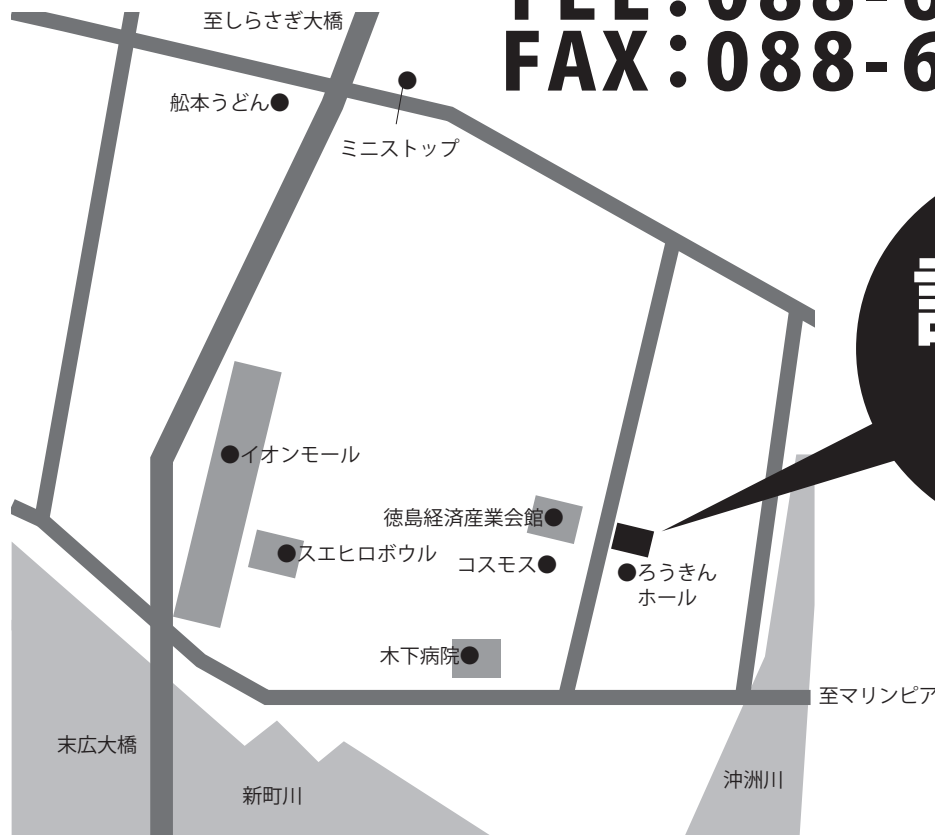 TEL:088-6
至しらさぎ大橋
FAX:088-6
舩本うどん
ミニストップ
イオンモール
徳島経済産業会館
スエヒロボウル
コスモス
ろうきん
ホール
木下病院
至マリンピア
末広大橋
沖洲川
新町川